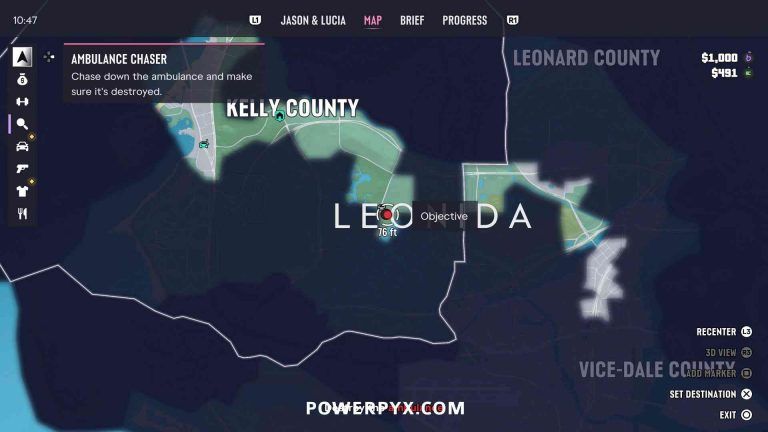 10:47
L1 JASON & LUCIA MAP BRIEF PROGRESS R1
AMBULANCE CHASER
Chase down the ambulance and make
sure it's destroyed.
LEONARD COUNTY
$1,000
$491
KELLY COUNTY
LEONIDA
Objective
76 ft
RECENTER L3
3D VIEW R3
VICE-DALE COUNTY
ADD MARKER
SET DESTINATION
EXIT
POWERPYX.COM